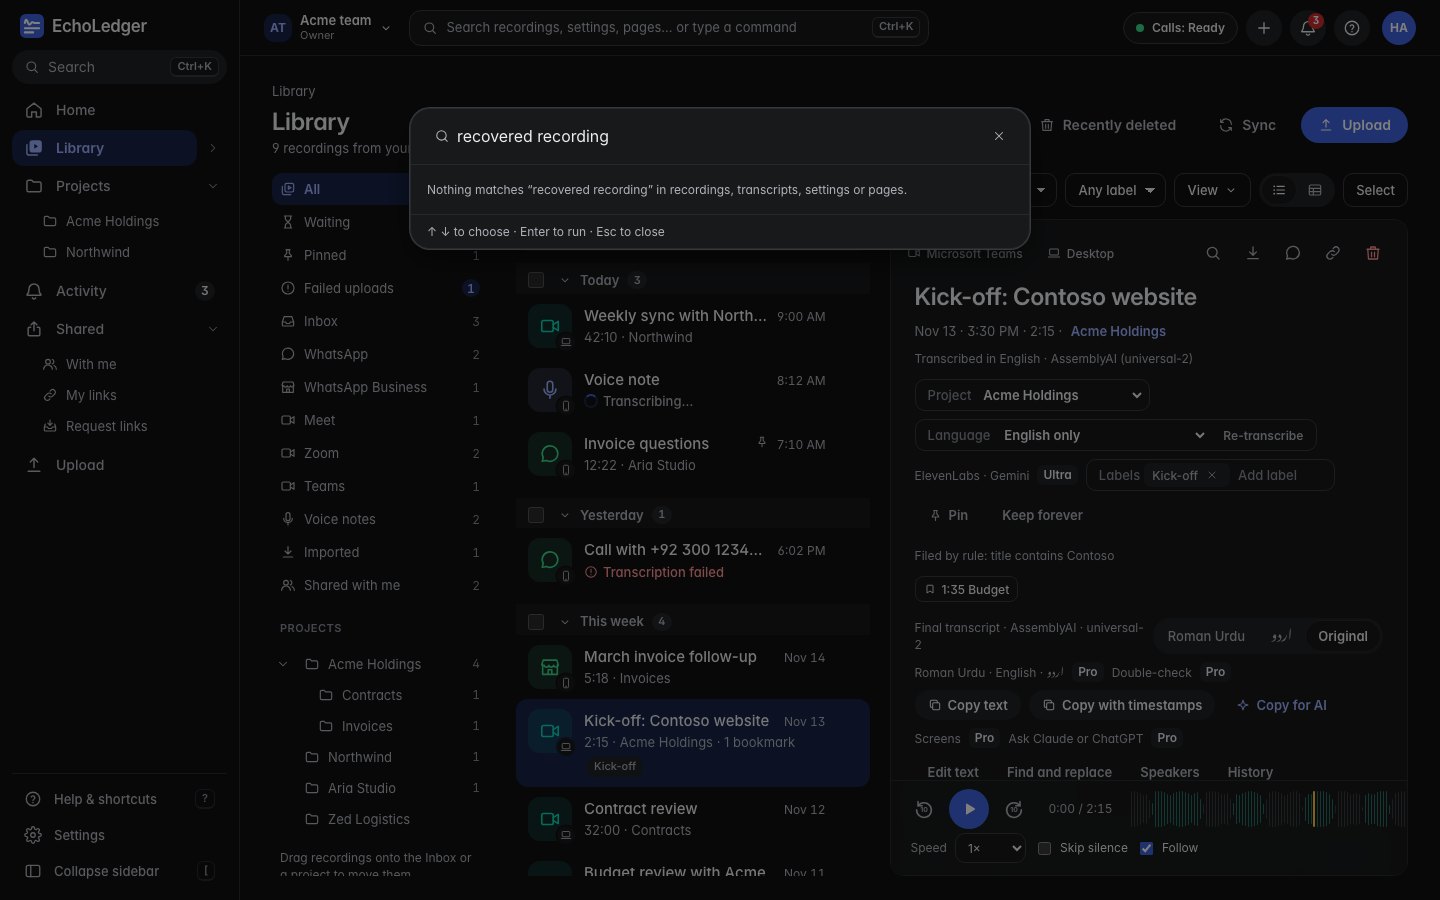 EchoLedger
Search Ctrl+K
Home
Library
Projects
Acme Holdings
Northwind
Activity 3
Shared
With me
My links
Request links
Upload
Help & shortcuts ?
Settings
Collapse sidebar [
AT Acme team
Owner
Search recordings, settings, pages... or type a command Ctrl+K
Calls: Ready
3
HA
Library
Library
9 recordings from your
Recently deleted
Sync
Upload
recovered recording
Nothing matches “recovered recording” in recordings, transcripts, settings or pages.
↑ ↓ to choose · Enter to run · Esc to close
Any label
View
Select
All
Waiting
Pinned 1
Failed uploads 1
Inbox 3
WhatsApp 2
WhatsApp Business 1
Meet 1
Zoom 2
Teams 1
Voice notes 2
Imported 1
Shared with me 2
PROJECTS
Acme Holdings 4
Contracts 1
Invoices 1
Northwind 1
Aria Studio 1
Zed Logistics
Drag recordings onto the Inbox or
a project to move them
Today 3
Weekly sync with North... 9:00 AM
42:10 · Northwind
Voice note 8:12 AM
Transcribing...
Invoice questions 7:10 AM
12:22 · Aria Studio
Yesterday 1
Call with +92 300 1234... 6:02 PM
Transcription failed
This week 4
March invoice follow-up Nov 14
5:18 · Invoices
Kick-off: Contoso website Nov 13
2:15 · Acme Holdings · 1 bookmark
Kick-off
Contract review Nov 12
32:00 · Contracts
Budget review with Acme Nov 11
Microsoft Teams Desktop
Kick-off: Contoso website
Nov 13 · 3:30 PM · 2:15 · Acme Holdings
Transcribed in English · AssemblyAI (universal-2)
Project Acme Holdings
Language English only Re-transcribe
ElevenLabs · Gemini Ultra Labels Kick-off × Add label
Pin Keep forever
Filed by rule: title contains Contoso
1:35 Budget
Final transcript · AssemblyAI · universal-
2
Roman Urdu اردو Original
Roman Urdu · English · اردو Pro Double-check Pro
Copy text Copy with timestamps Copy for AI
Screens Pro Ask Claude or ChatGPT Pro
Edit text Find and replace Speakers History
10 10 0:00 / 2:15
Speed 1× Skip silence Follow